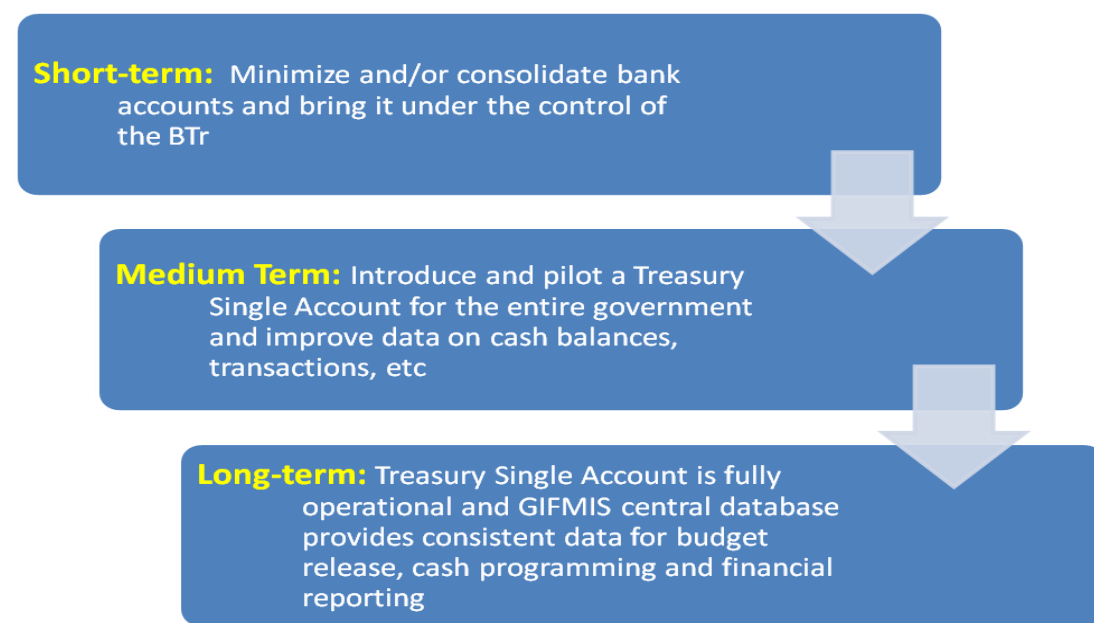 Short-term: Minimize and/or consolidate bank
accounts and bring it under the control of
the BTr
Medium Term: Introduce and pilot a Treasury
Single Account for the entire government
and improve data on cash balances,
transactions, etc
Long-term: Treasury Single Account is fully
operational and GIFMIS central database
provides consistent data for budget
release, cash programming and financial
reporting